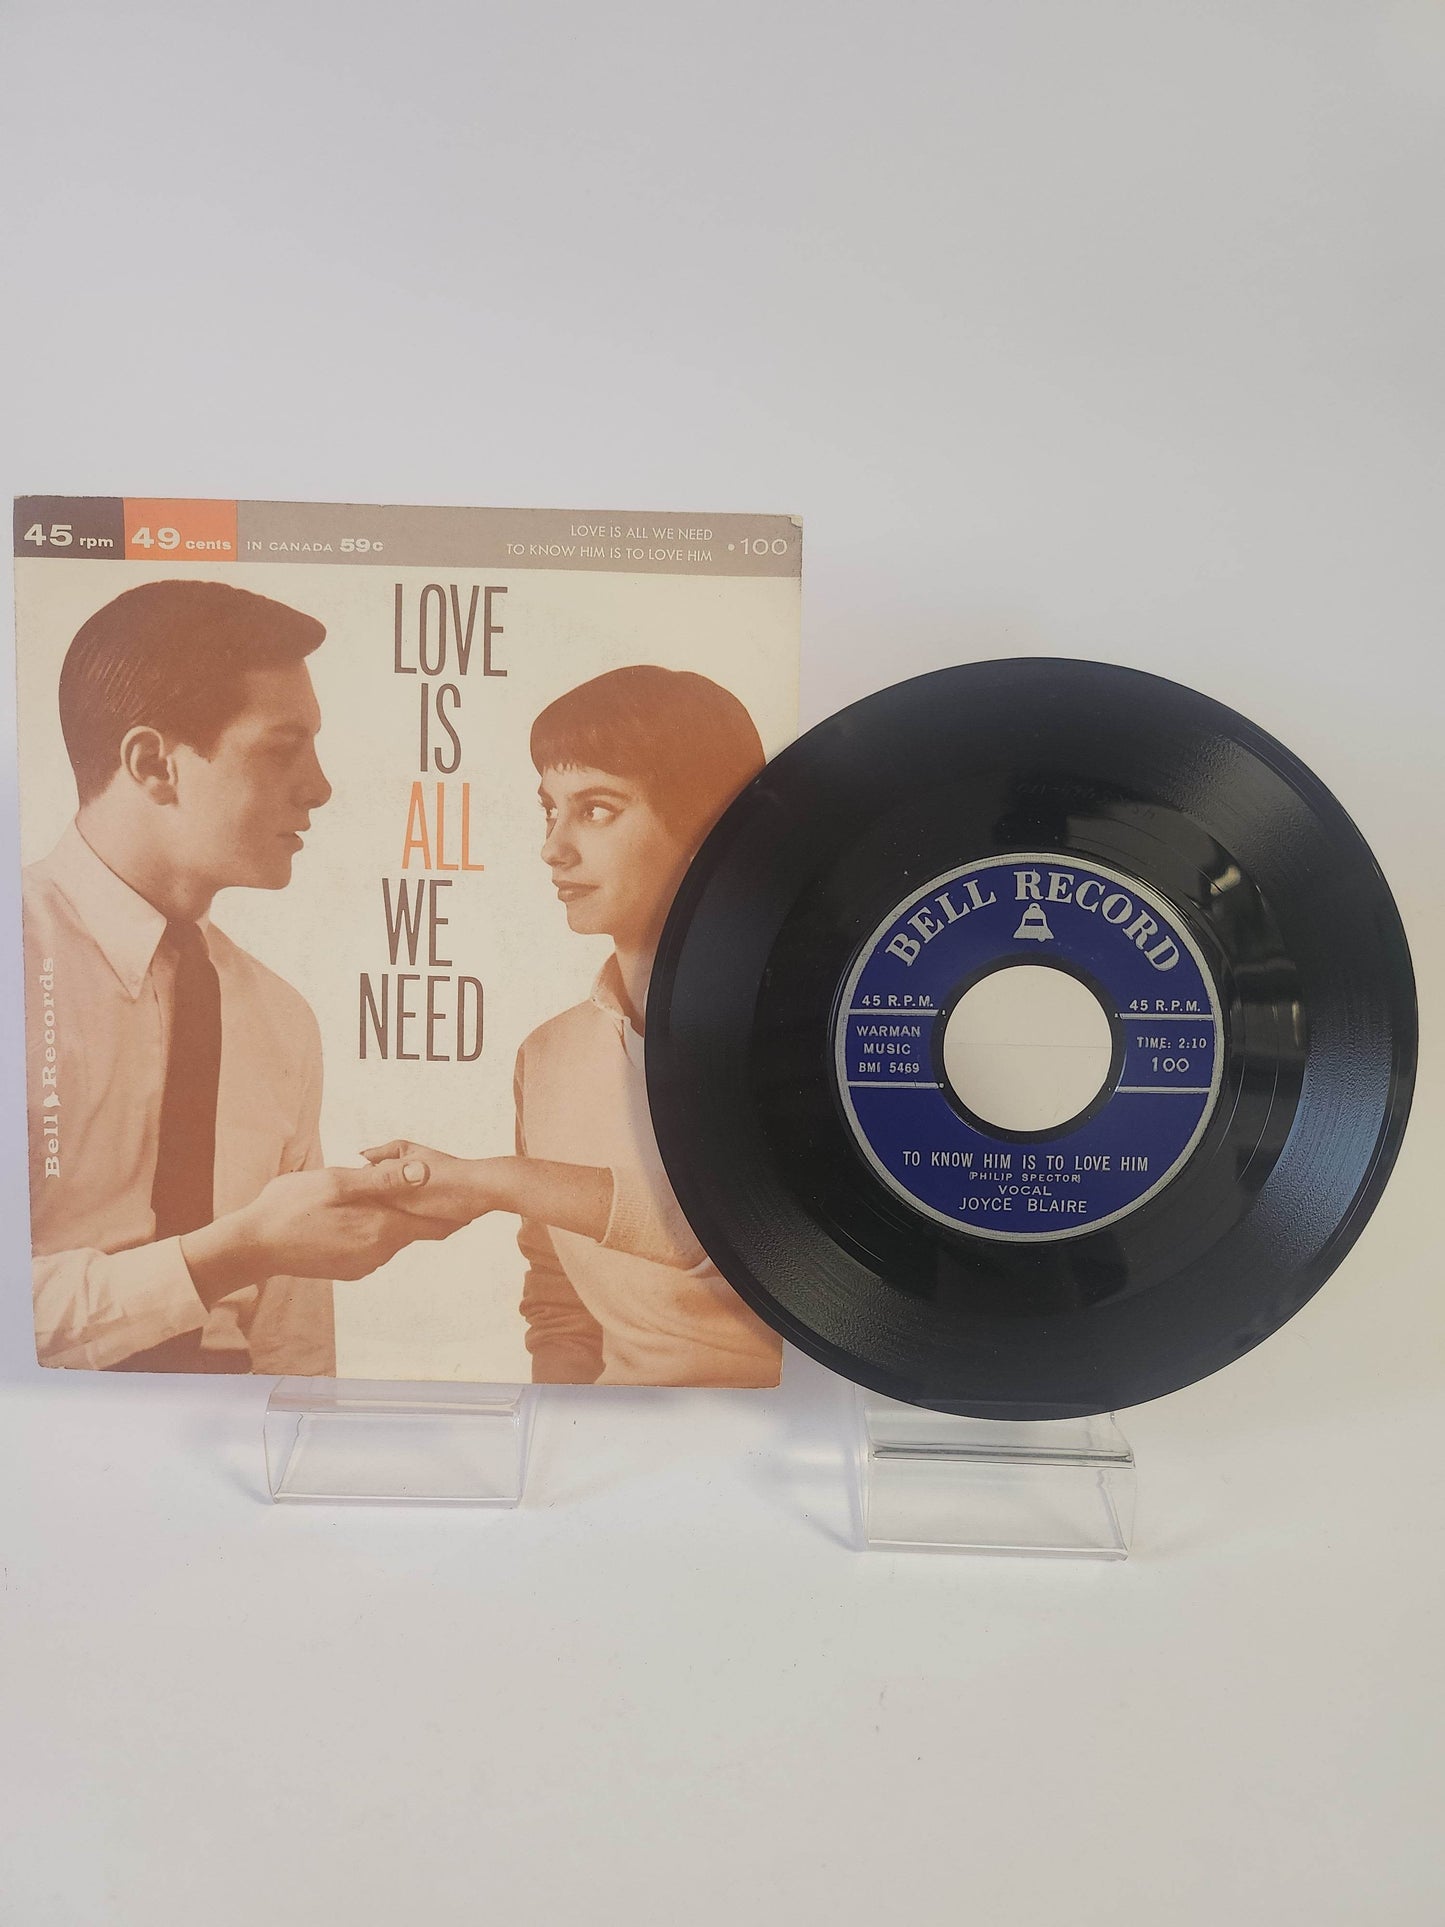 45 rpm 49 cents IN CANADA 59c
LOVE IS ALL WE NEED
TO KNOW HIM IS TO LOVE HIM
•100
LOVE
IS
ALL
WE
NEED
Bell Records
BELL RECORD
45 R.P.M. 45 R.P.M.
WARMAN
MUSIC
BMI 5469
TIME: 2:10
100
TO KNOW HIM IS TO LOVE HIM
(PHILIP SPECTOR)
VOCAL
JOYCE BLAIRE